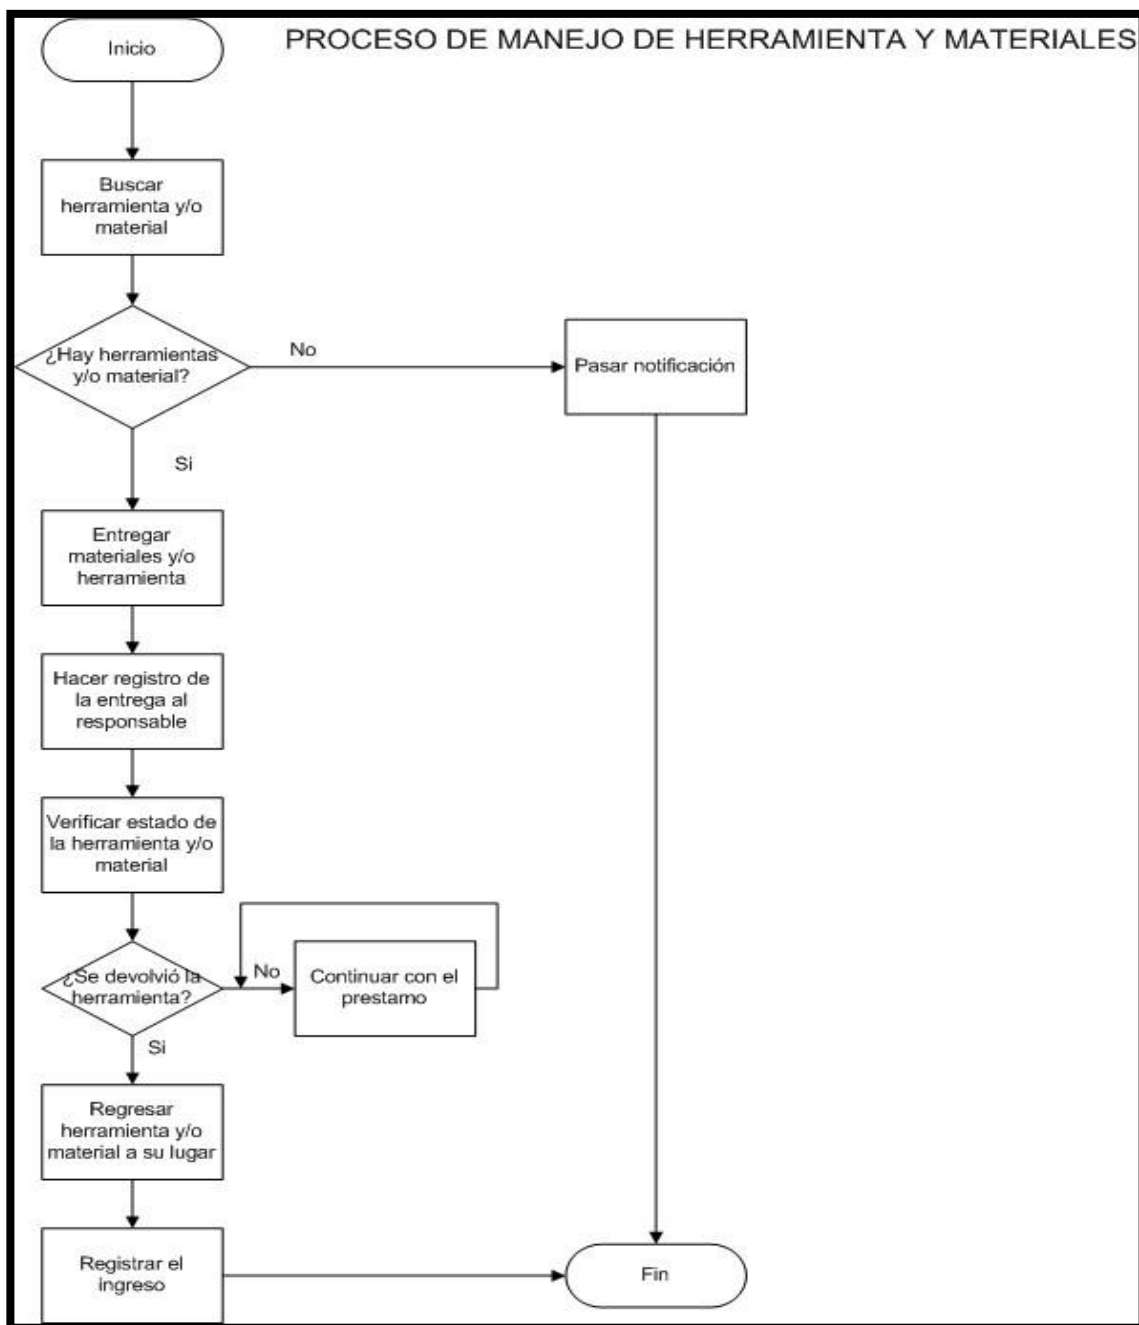 Inicio
PROCESO DE MANEJO DE HERRAMIENTA Y MATERIALES
Buscar
herramienta y/o
material
¿Hay herramientas
y/o material?
No
Pasar notificación
Si
Entregar
materiales y/o
herramienta
Hacer registro de
la entrega al
responsable
Verificar estado de
la herramienta y/o
material
¿Se devolvió la
herramienta?
No
Continuar con el
prestamo
Si
Regresar
herramienta y/o
material a su lugar
Registrar el
ingreso
Fin